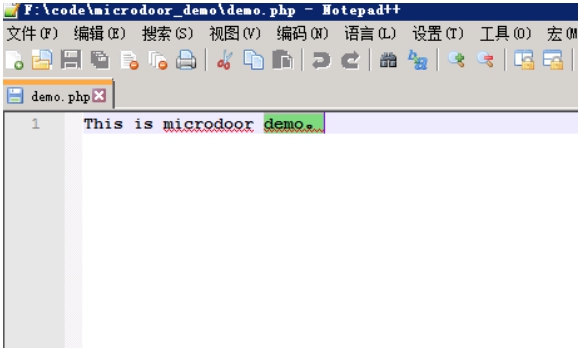 F:\code\microdoor_demo\demo.php - Notepad++
文件(F) 编辑(E) 搜索(S) 视图(V) 编码(N) 语言(L) 设置(T) 工具(O) 宏(M
demo.php
1 This is microdoor demo。